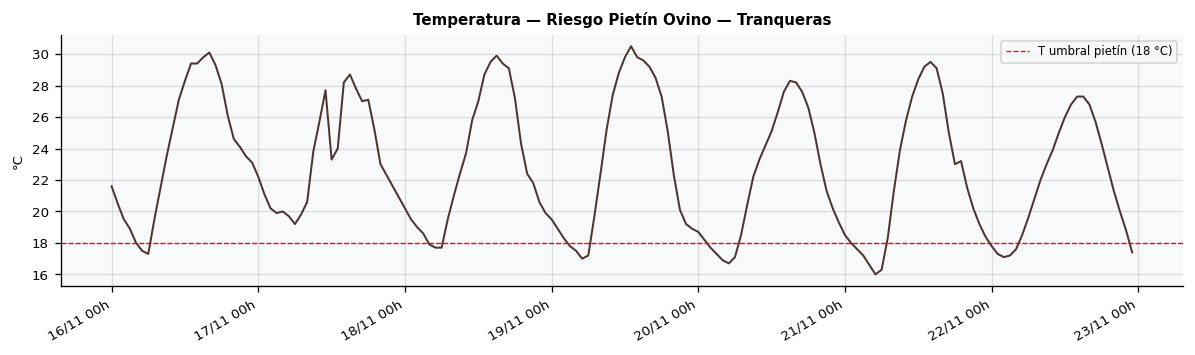 Temperatura — Riesgo Pietín Ovino — Tranqueras
T umbral pietín (18 °C)
°C
30
28
26
24
22
20
18
16
16/11 00h
17/11 00h
18/11 00h
19/11 00h
20/11 00h
21/11 00h
22/11 00h
23/11 00h